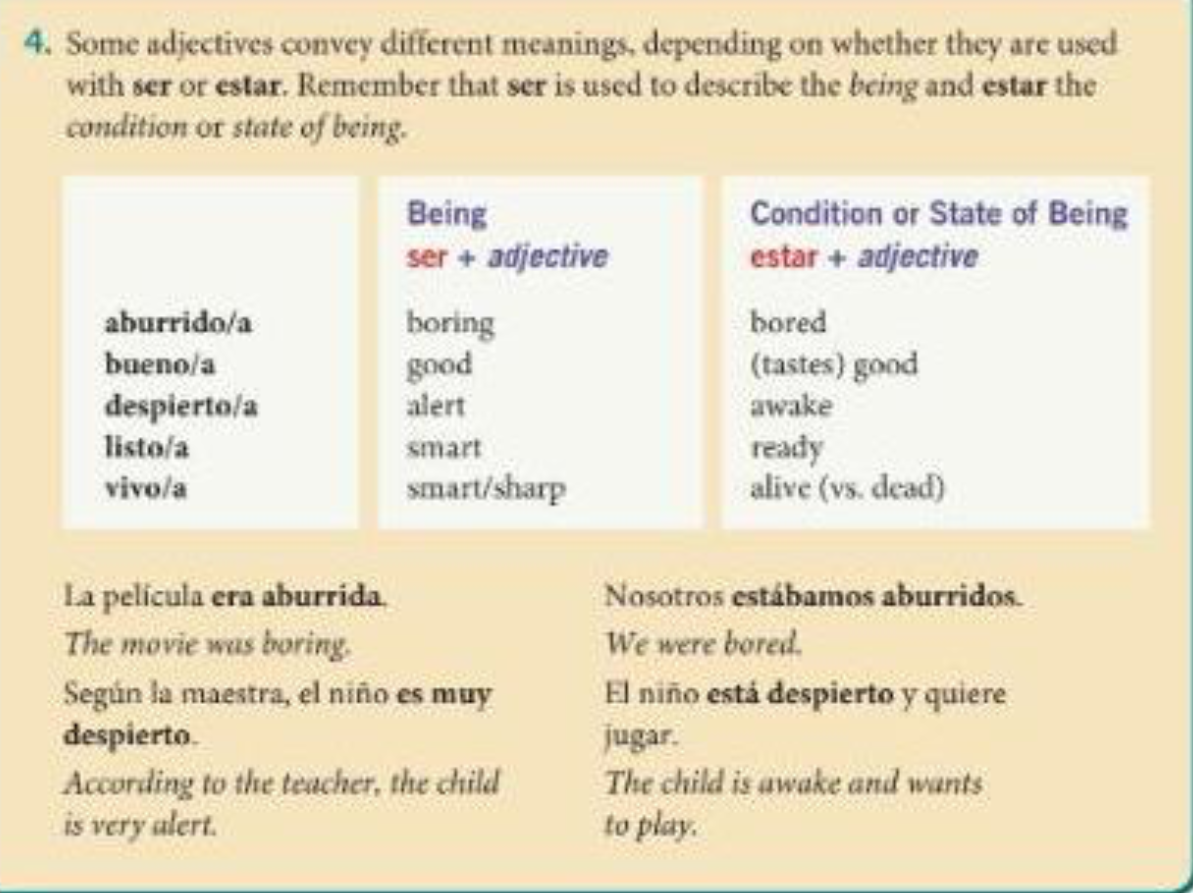 4. Some adjectives convey different meanings, depending on whether they are used
with ser or estar. Remember that ser is used to describe the being and estar the
condition or state of being.
Being
ser + adjective
Condition or State of Being
estar + adjective
aburrido/a boring bored
bueno/a good (tastes) good
despierto/a alert awake
listo/a smart ready
vivo/a smart/sharp alive (vs. dead)
La película era aburrida.
The movie was boring.
Según la maestra, el niño es muy
despierto.
According to the teacher, the child
is very alert.
Nosotros estábamos aburridos.
We were bored.
El niño está despierto y quiere
jugar.
The child is awake and wants
to play.